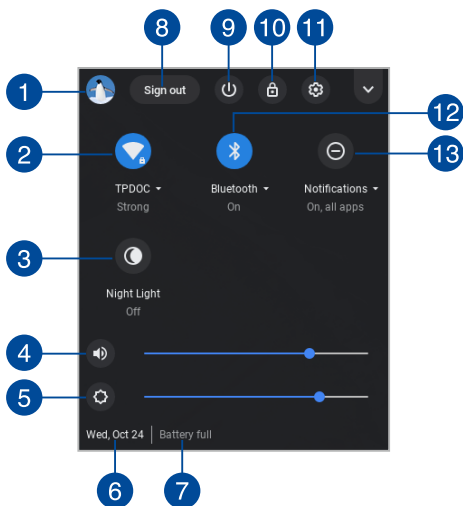 8 9 10 11
1 Sign out
12
2 13
TPDOC Bluetooth Notifications
Strong On On, all apps
3
Night Light
Off
4
5
Wed, Oct 24 Battery full
6 7